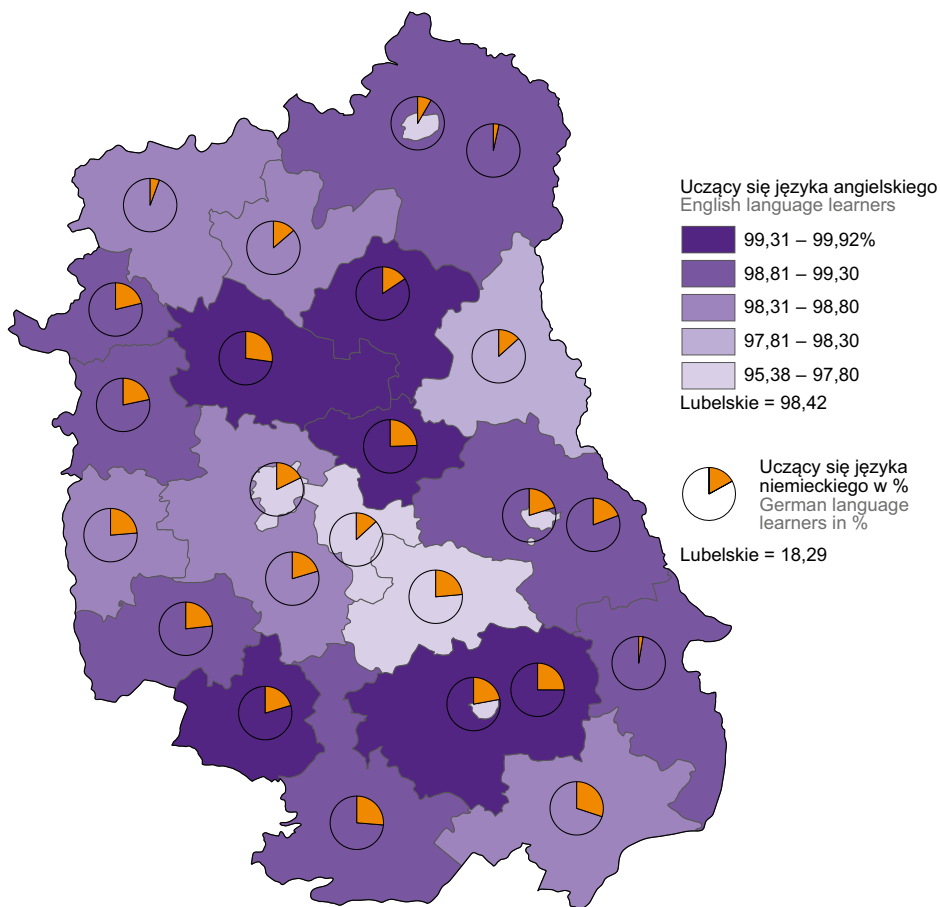 Uczący się języka angielskiego
English language learners
99,31 – 99,92%
98,81 – 99,30
98,31 – 98,80
97,81 – 98,30
95,38 – 97,80
Lubelskie = 98,42
Uczący się języka
niemieckiego w %
German language
learners in %
Lubelskie = 18,29